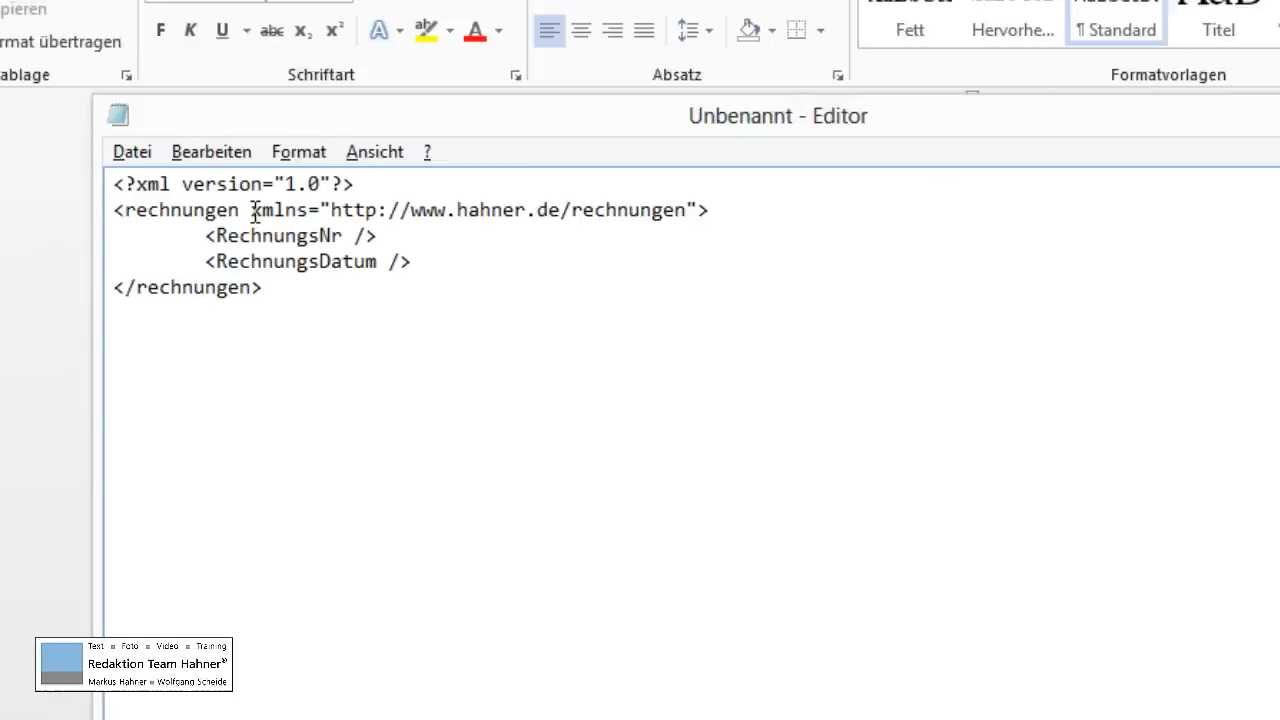 rmat übertragen
ablage
F K U abc x₂ x² A ab A
Schriftart
Absatz
Fett
Hervorhe...
¶ Standard
Titel
Formatvorlagen
Unbenannt - Editor
Datei Bearbeiten Format Ansicht ?
<?xml version="1.0"?>
<rechnungen xmlns="http://www.hahner.de/rechnungen">
<RechnungsNr />
<RechnungsDatum />
</rechnungen>
Text ▪ Foto ▪ Video ▪ Training
Redaktion Team Hahner®
Markus Hahner ▪ Wolfgang Scheide